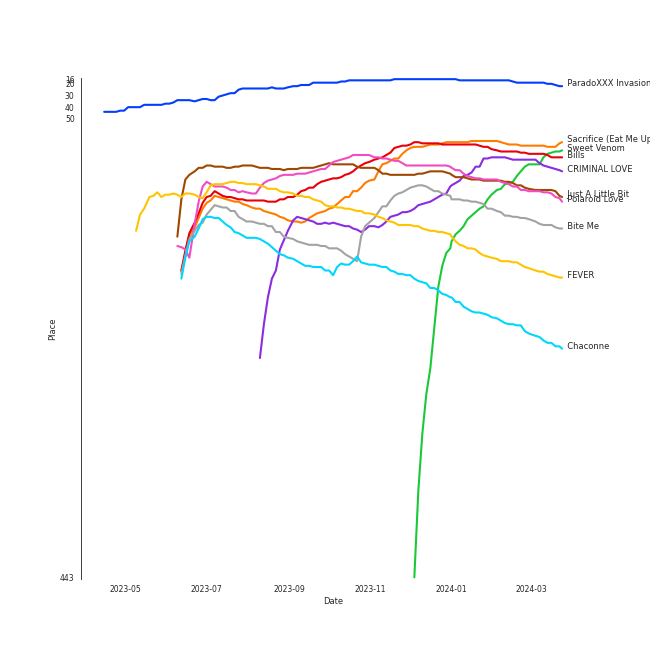 16
20
30
40
50
443
Place
2023-05
2023-07
2023-09
2023-11
2024-01
2024-03
Date
ParadoXXX Invasion
Sacrifice (Eat Me Up
Sweet Venom
Bills
CRIMINAL LOVE
Just A Little Bit
Polaroid Love
Bite Me
FEVER
Chaconne